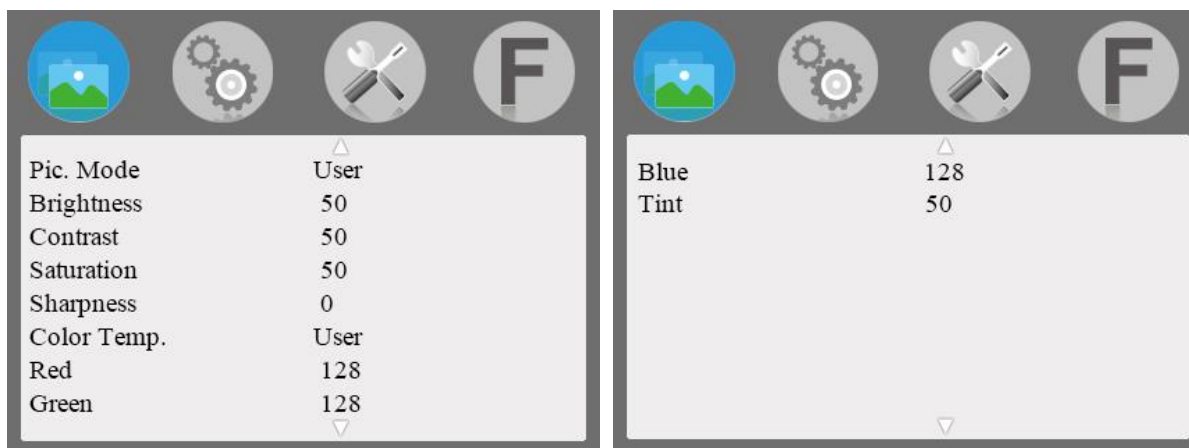 F
Pic. Mode User
Brightness 50
Contrast 50
Saturation 50
Sharpness 0
Color Temp. User
Red 128
Green 128
F
Blue 128
Tint 50